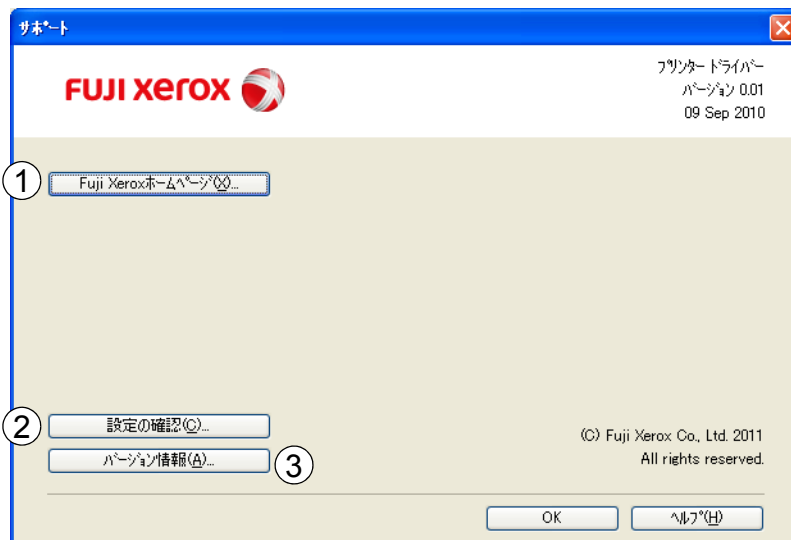 サポート
FUJI xerox
プリンター ドライバー
バージョン 0.01
09 Sep 2010
① Fuji Xeroxホームページ(X)...
② 設定の確認(C)...
バージョン情報(A)... ③
(C) Fuji Xerox Co., Ltd. 2011
All rights reserved.
OK
ヘルプ(H)